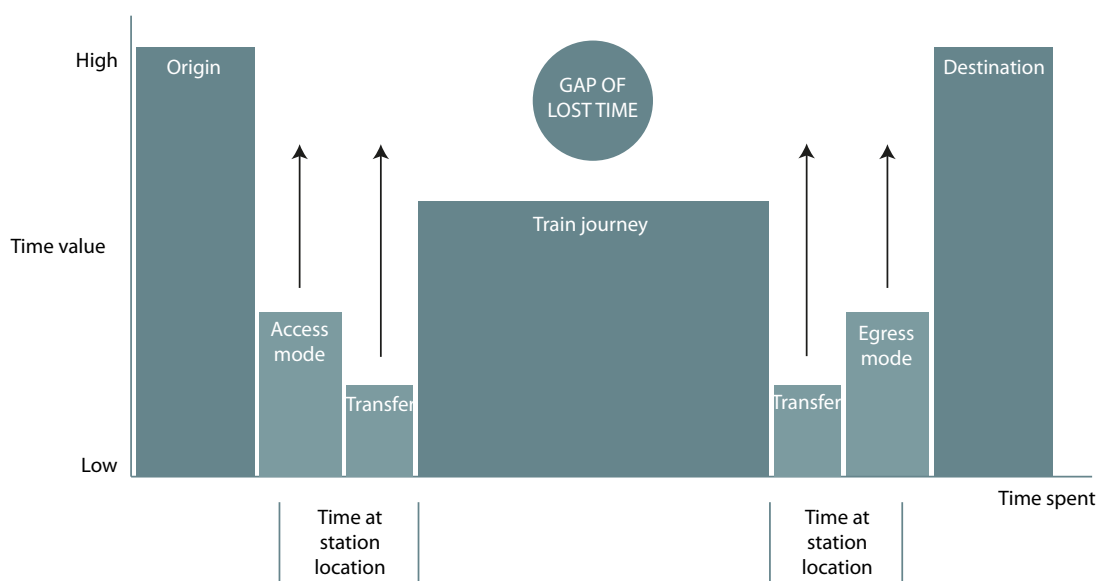 High
Origin
GAP OF
LOST TIME
Destination
Train journey
Time value
Access
mode
Transfer
Transfer
Egress
mode
Low
Time spent
Time at
station
location
Time at
station
location